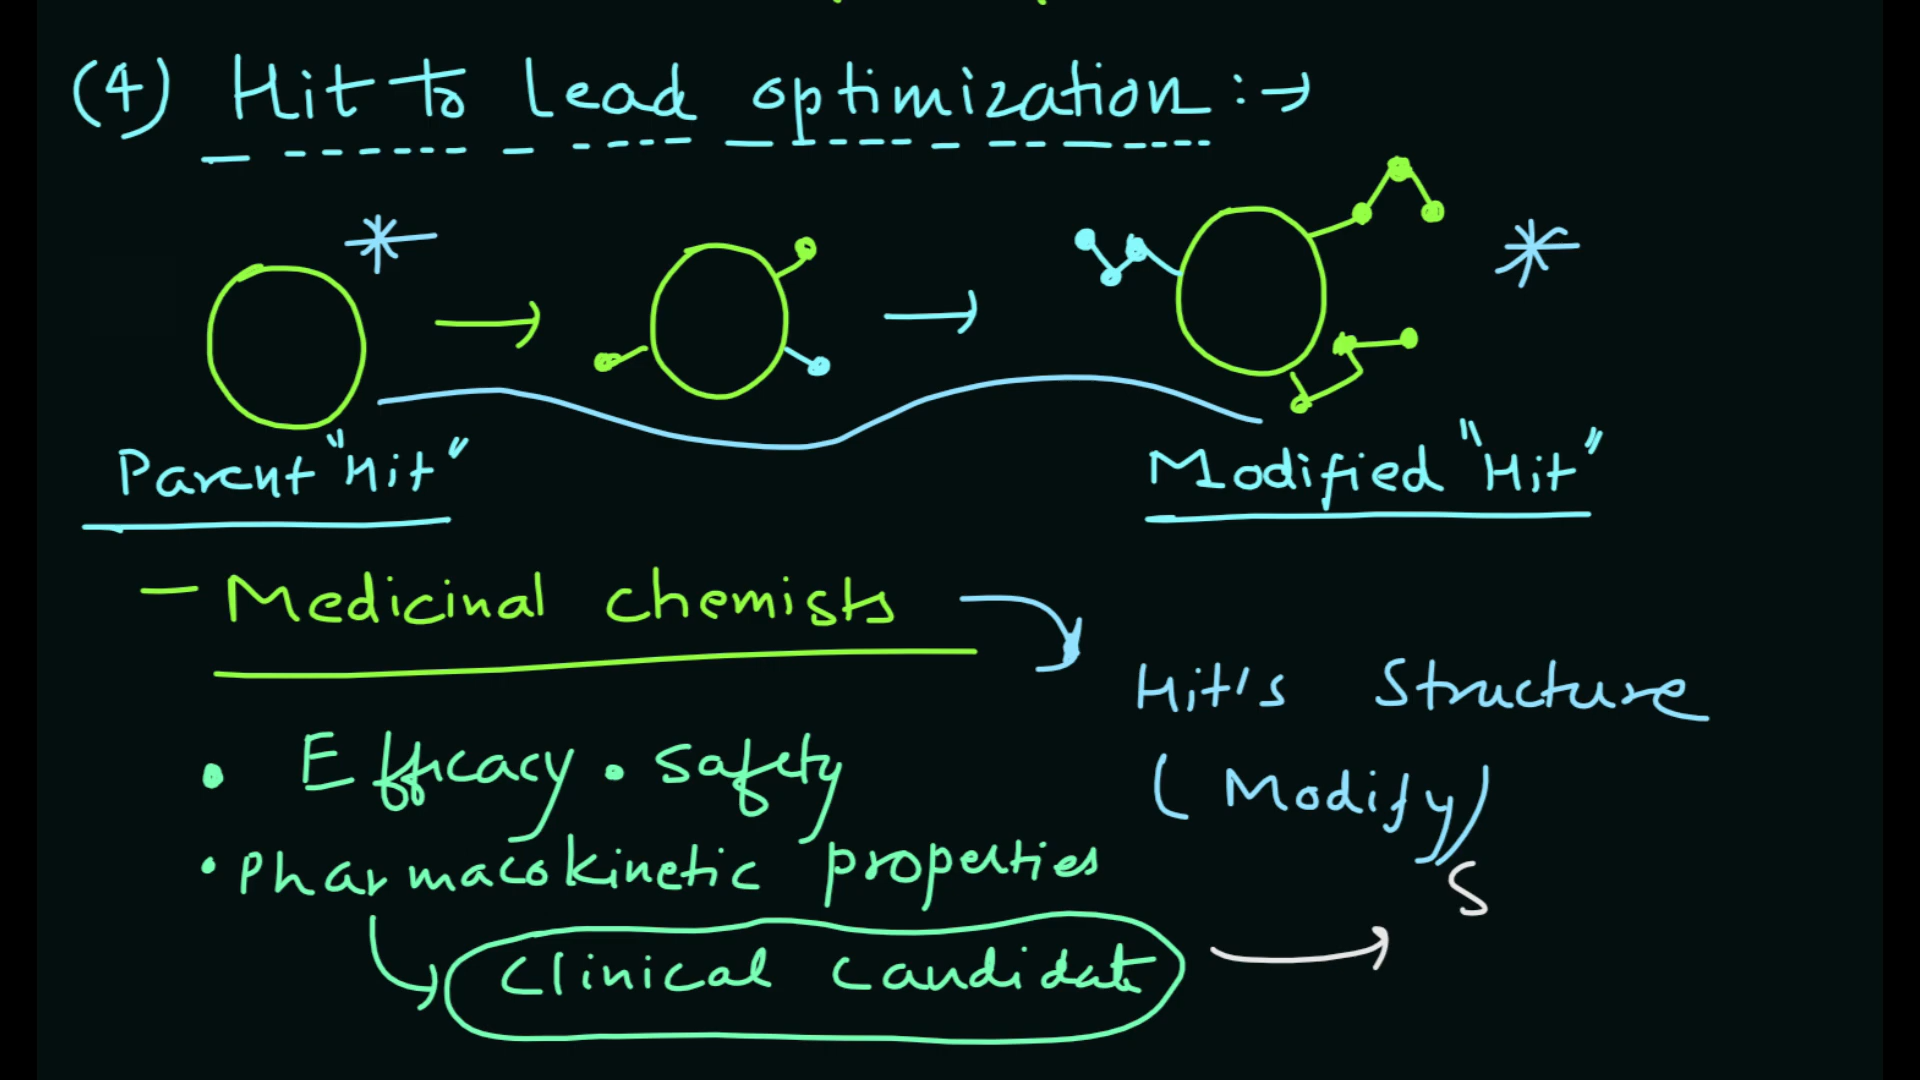 (4) Hit to Lead optimization :→
Parent "Hit"
Modified "Hit"
— Medicinal chemists
Hit's Structure
(Modify)
• Efficacy • safety
• Pharmacokinetic properties
S
Clinical candidate →